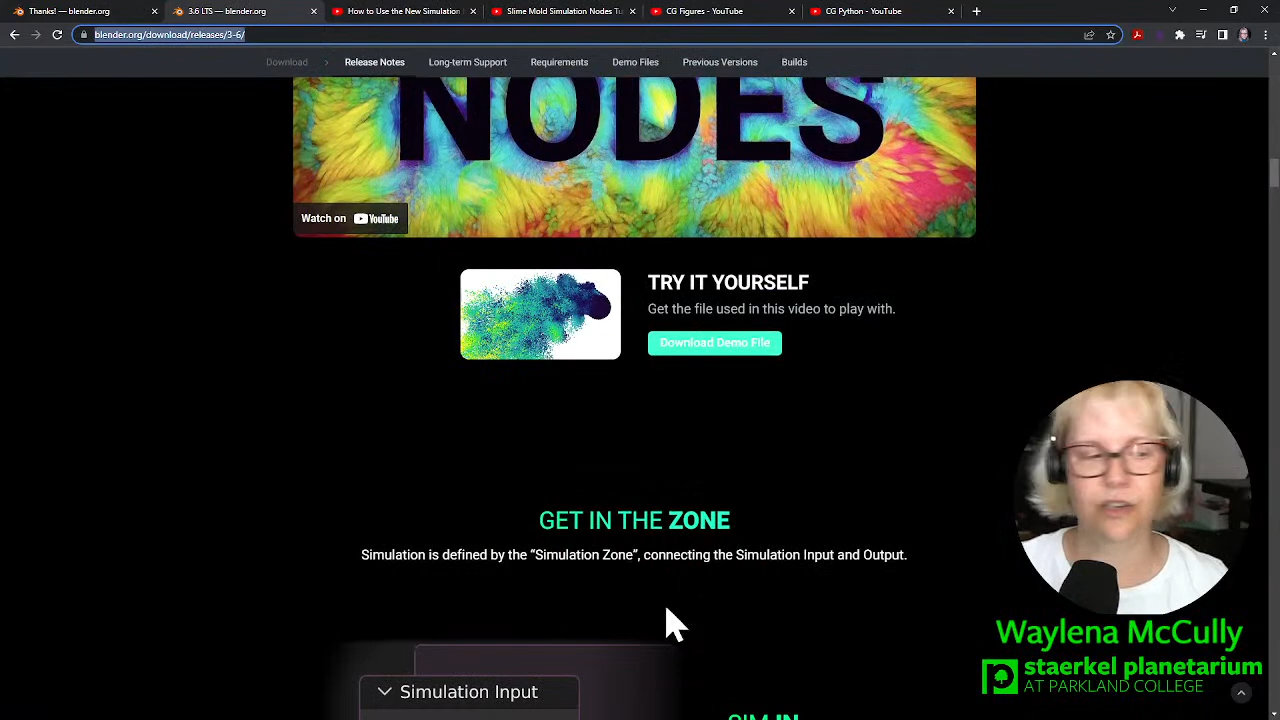 Thanks! — blender.org
3.6 LTS — blender.org
How to Use the New Simulation
Slime Mold Simulation Nodes Tu
CG Figures - YouTube
CG Python - YouTube
blender.org/download/releases/3-6/
Download
Release Notes
Long-term Support
Requirements
Demo Files
Previous Versions
Builds
NODES
Watch on YouTube
TRY IT YOURSELF
Get the file used in this video to play with.
Download Demo File
GET IN THE ZONE
Simulation is defined by the “Simulation Zone”, connecting the Simulation Input and Output.
Simulation Input
SIM IN
Waylena McCully
staerkel planetarium
AT PARKLAND COLLEGE